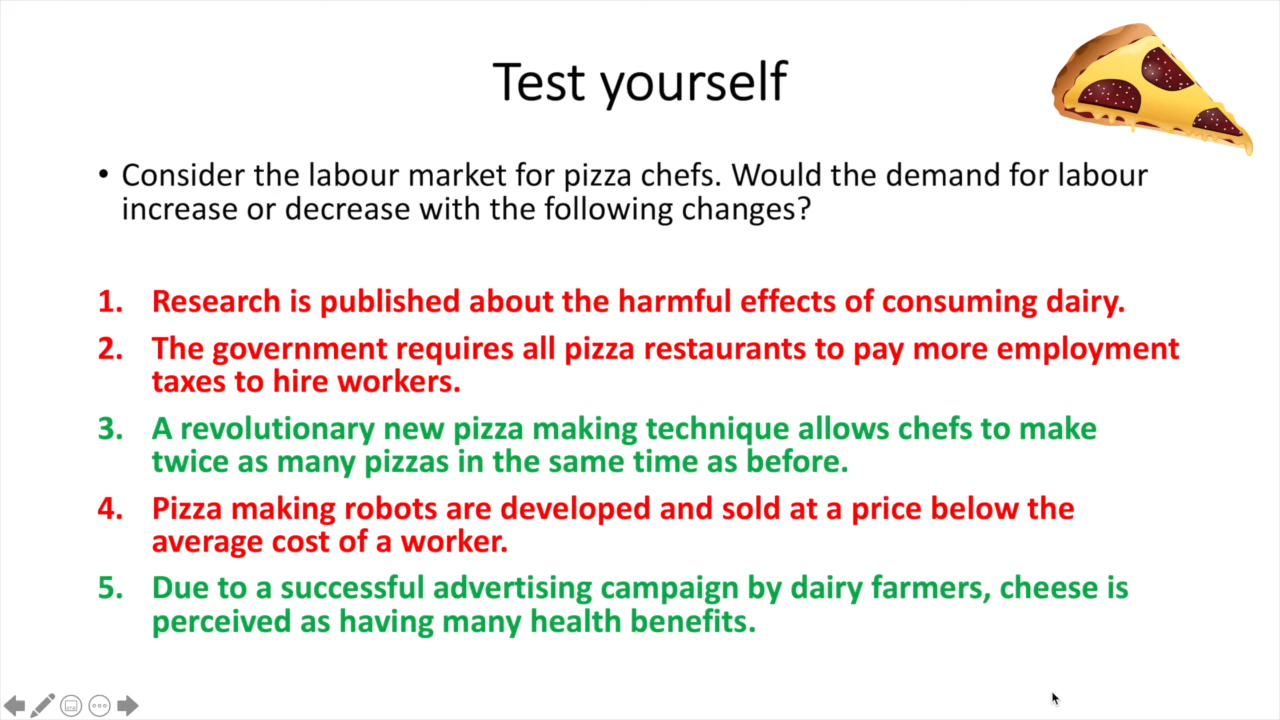 Test yourself
• Consider the labour market for pizza chefs. Would the demand for labour
increase or decrease with the following changes?
1. Research is published about the harmful effects of consuming dairy.
2. The government requires all pizza restaurants to pay more employment
taxes to hire workers.
3. A revolutionary new pizza making technique allows chefs to make
twice as many pizzas in the same time as before.
4. Pizza making robots are developed and sold at a price below the
average cost of a worker.
5. Due to a successful advertising campaign by dairy farmers, cheese is
perceived as having many health benefits.